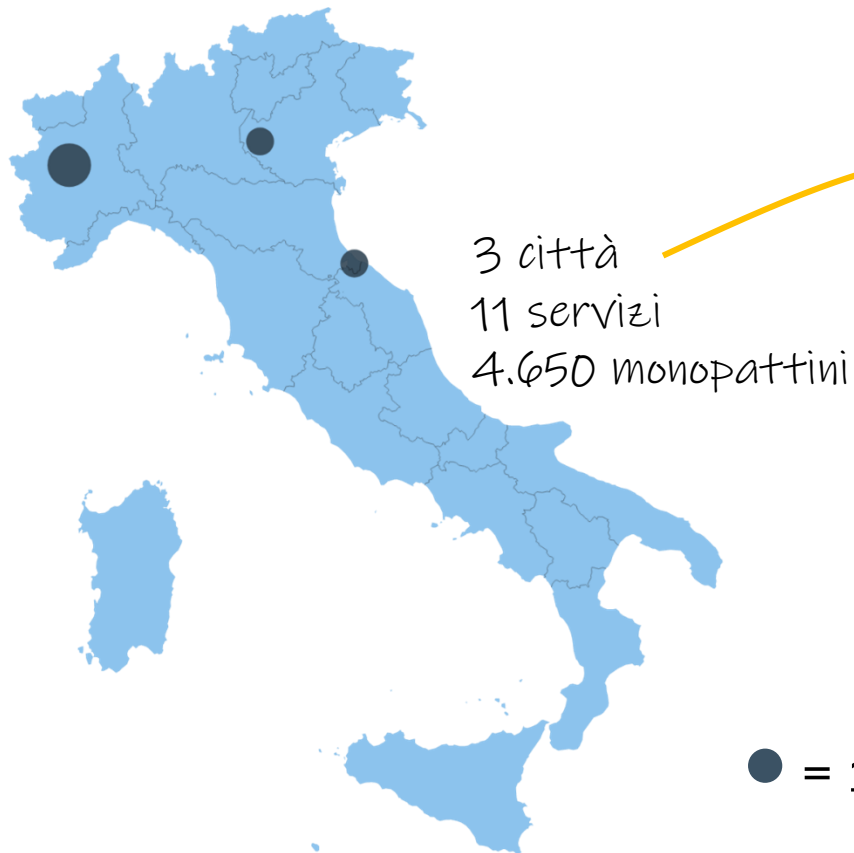 3 città
11 servizi
4.650 monopattini
=